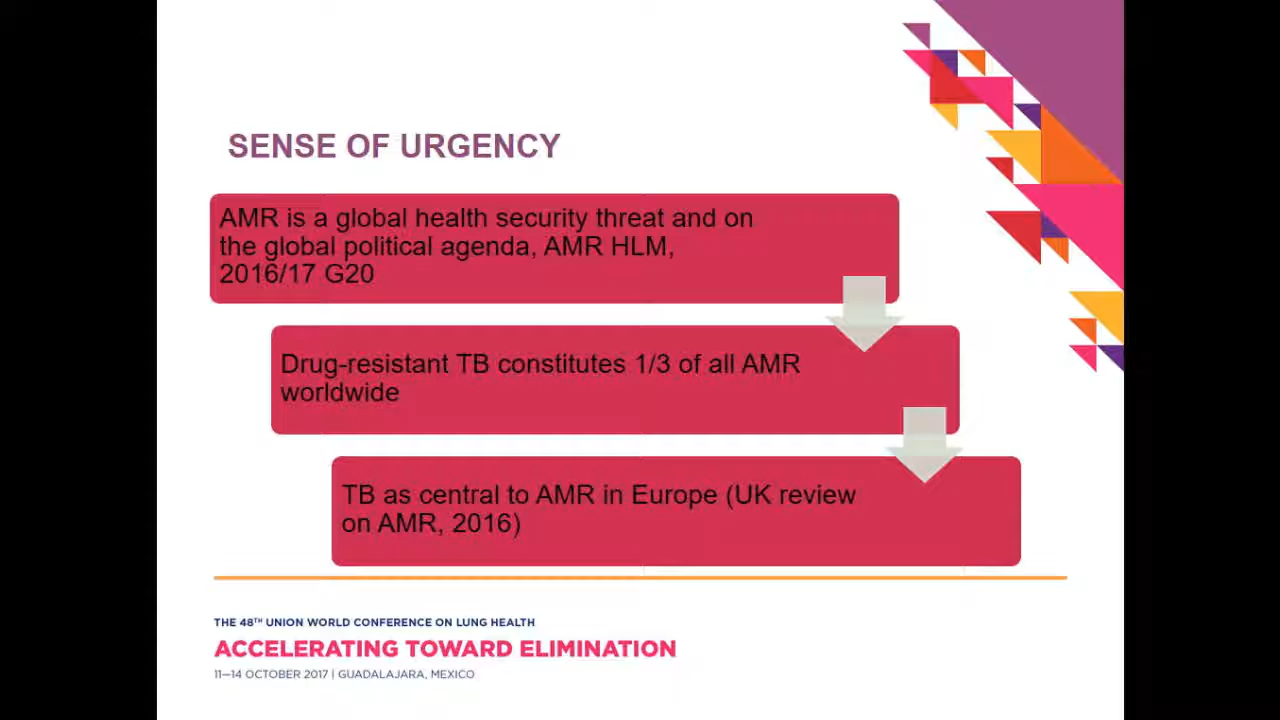 SENSE OF URGENCY
AMR is a global health security threat and on
the global political agenda, AMR HLM,
2016/17 G20
Drug-resistant TB constitutes 1/3 of all AMR
worldwide
TB as central to AMR in Europe (UK review
on AMR, 2016)
THE 48TH UNION WORLD CONFERENCE ON LUNG HEALTH
ACCELERATING TOWARD ELIMINATION
11—14 OCTOBER 2017 | GUADALAJARA, MEXICO